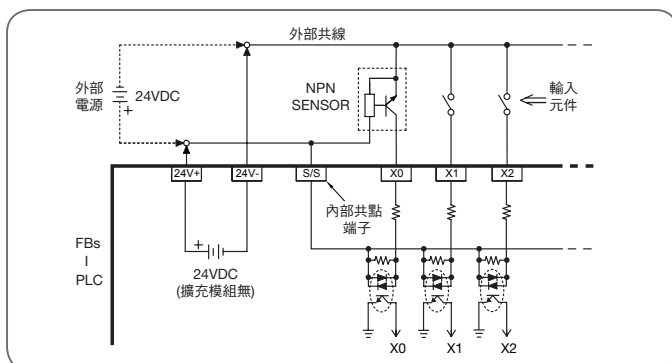 外部共線
外部
電源
24VDC
+
NPN
SENSOR
輸入
元件
24V+
24V-
S/S
X0
X1
X2
內部共點
端子
FBs
I
PLC
+
24VDC
(擴充模組無)
X0
X1
X2